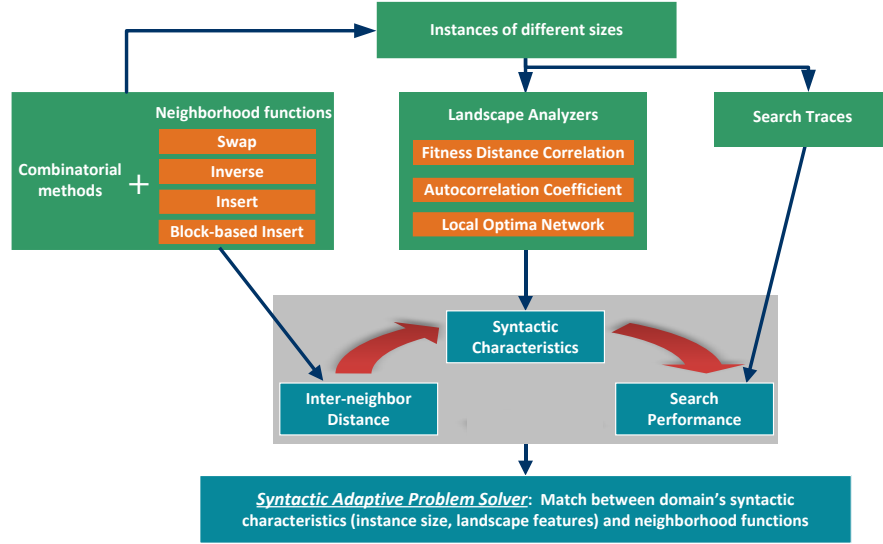 Instances of different sizes
Neighborhood functions
Combinatorial
methods
+
Swap
Inverse
Insert
Block-based Insert
Landscape Analyzers
Fitness Distance Correlation
Autocorrelation Coefficient
Local Optima Network
Search Traces
Syntactic
Characteristics
Inter-neighbor
Distance
Search
Performance
Syntactic Adaptive Problem Solver: Match between domain's syntactic
characteristics (instance size, landscape features) and neighborhood functions